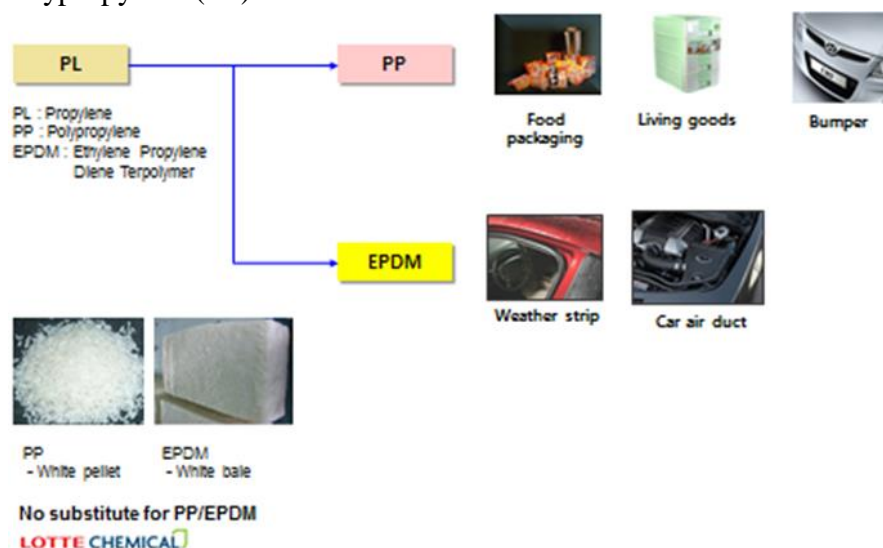 PL
PP
PL : Propylene
PP : Polypropylene
EPDM : Ethylene Propylene
Diene Terpolymer
Food
packaging
Living goods
Bumper
EPDM
Weather strip
Car air duct
PP
- White pellet
EPDM
- White bale
No substitute for PP/EPDM
LOTTE CHEMICAL